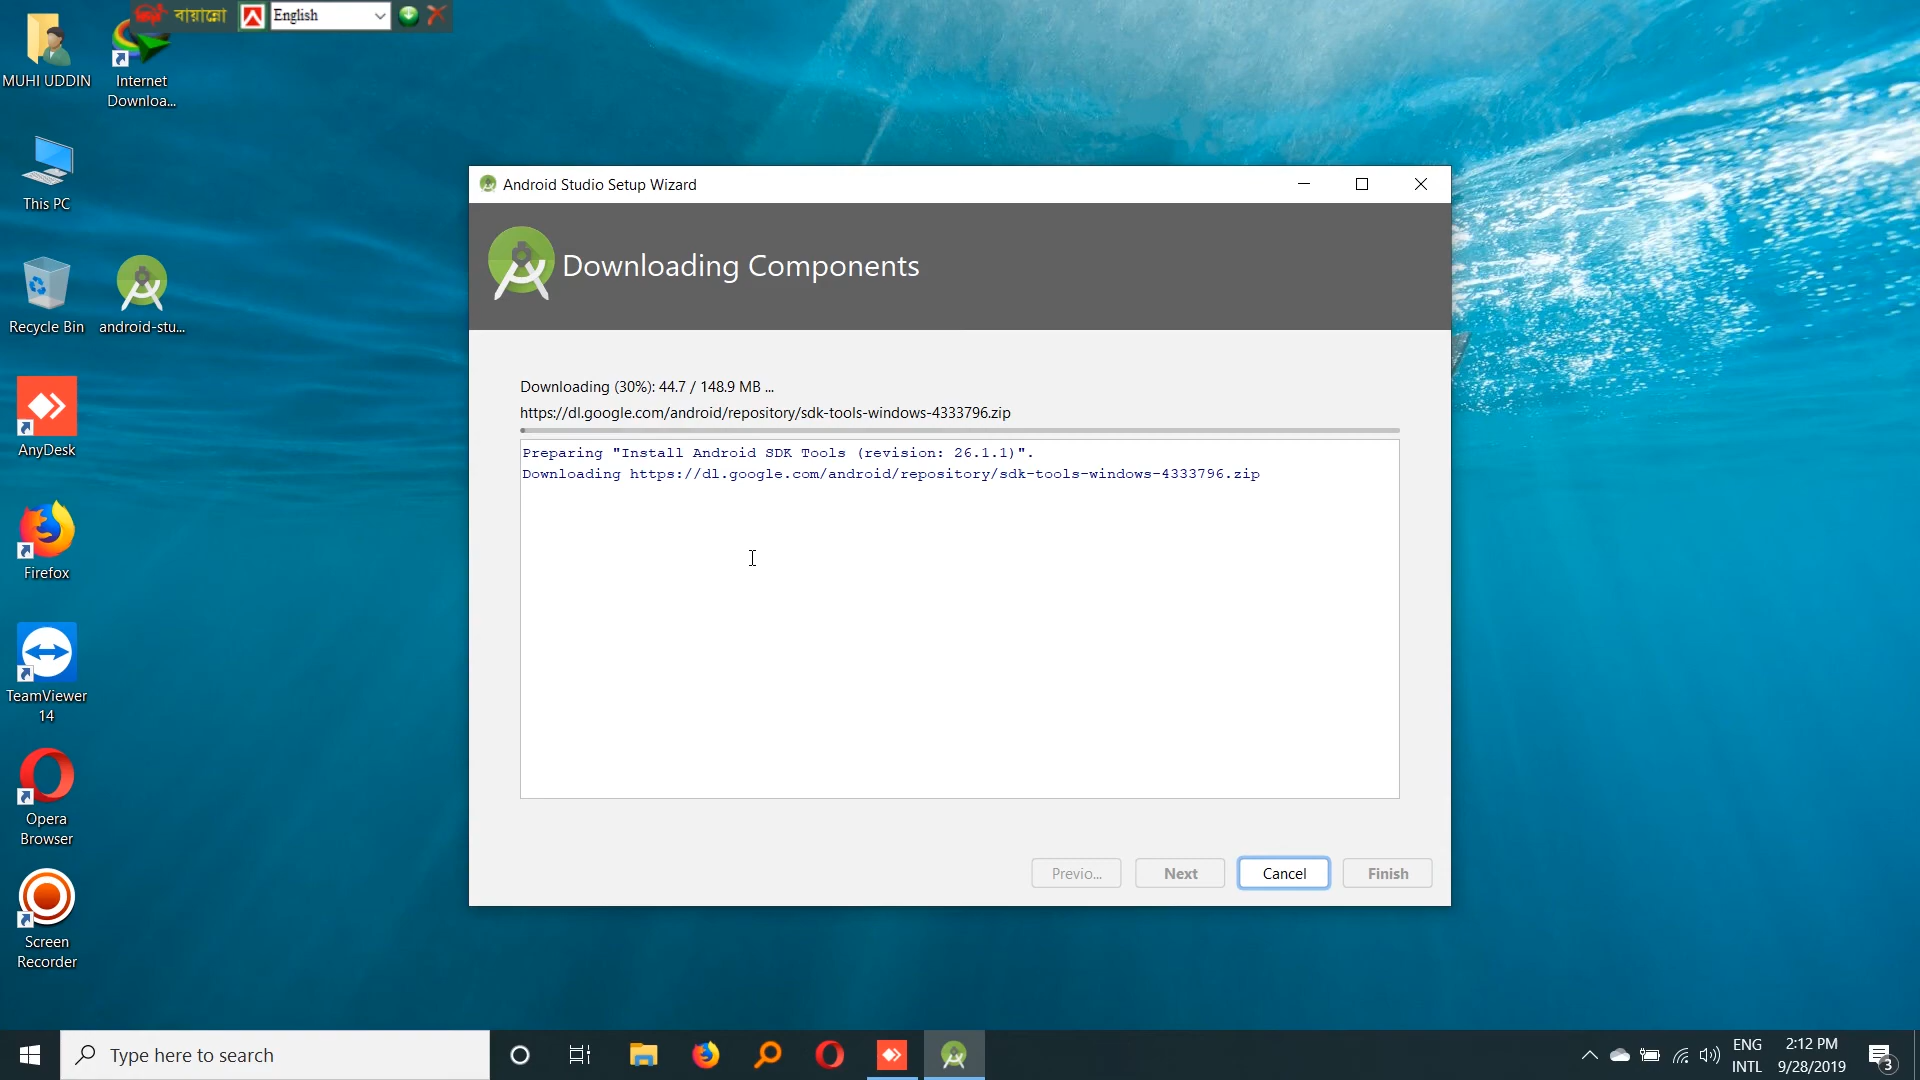 বায়ান্নো
English
MUHI UDDIN
Internet
Downloa...
This PC
Recycle Bin
android-stu...
AnyDesk
Firefox
TeamViewer
14
Opera
Browser
Screen
Recorder
Android Studio Setup Wizard
Downloading Components
Downloading (30%): 44.7 / 148.9 MB ...
https://dl.google.com/android/repository/sdk-tools-windows-4333796.zip
Preparing "Install Android SDK Tools (revision: 26.1.1)".
Downloading https://dl.google.com/android/repository/sdk-tools-windows-4333796.zip
Previo...
Next
Cancel
Finish
Type here to search
ENG
INTL
2:12 PM
9/28/2019
3